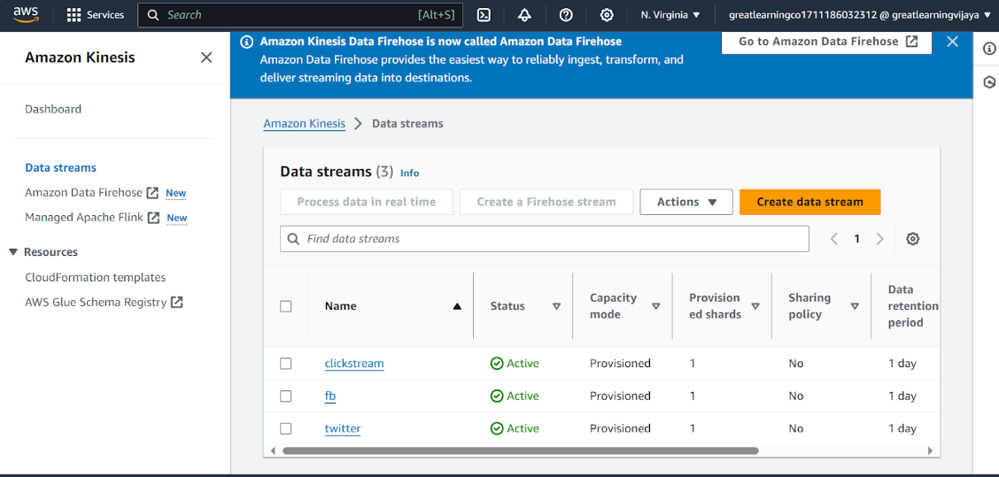 aws Services Search [Alt+S] N. Virginia greatlearningco1711186032312 @ greatlearningvijaya
Amazon Kinesis
Dashboard
Data streams
Amazon Data Firehose New
Managed Apache Flink New
Resources
CloudFormation templates
AWS Glue Schema Registry
Amazon Kinesis Data Firehose is now called Amazon Data Firehose
Amazon Data Firehose provides the easiest way to reliably ingest, transform, and
deliver streaming data into destinations.
Go to Amazon Data Firehose
Amazon Kinesis Data streams
Data streams (3) Info
Process data in real time Create a Firehose stream Actions Create data stream
Find data streams 1
Name
Status
Capacity
mode
Provision
ed shards
Sharing
policy
Data
retention
period
clickstream Active Provisioned 1 No 1 day
fb Active Provisioned 1 No 1 day
twitter Active Provisioned 1 No 1 day